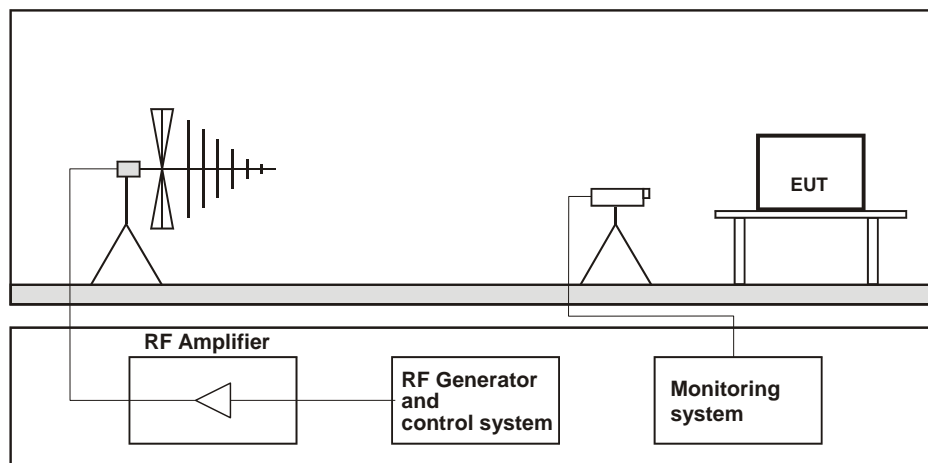 EUT
RF Amplifier
RF Generator
and
control system
Monitoring
system